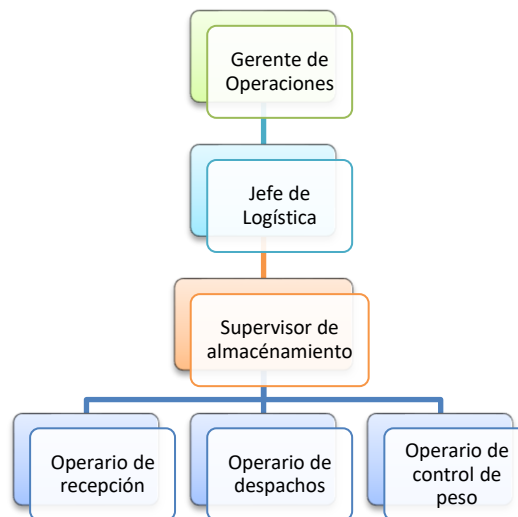 Gerente de
Operaciones
Jefe de
Logística
Supervisor de
almacénamiento
Operario de
recepción
Operario de
despachos
Operario de
control de
peso